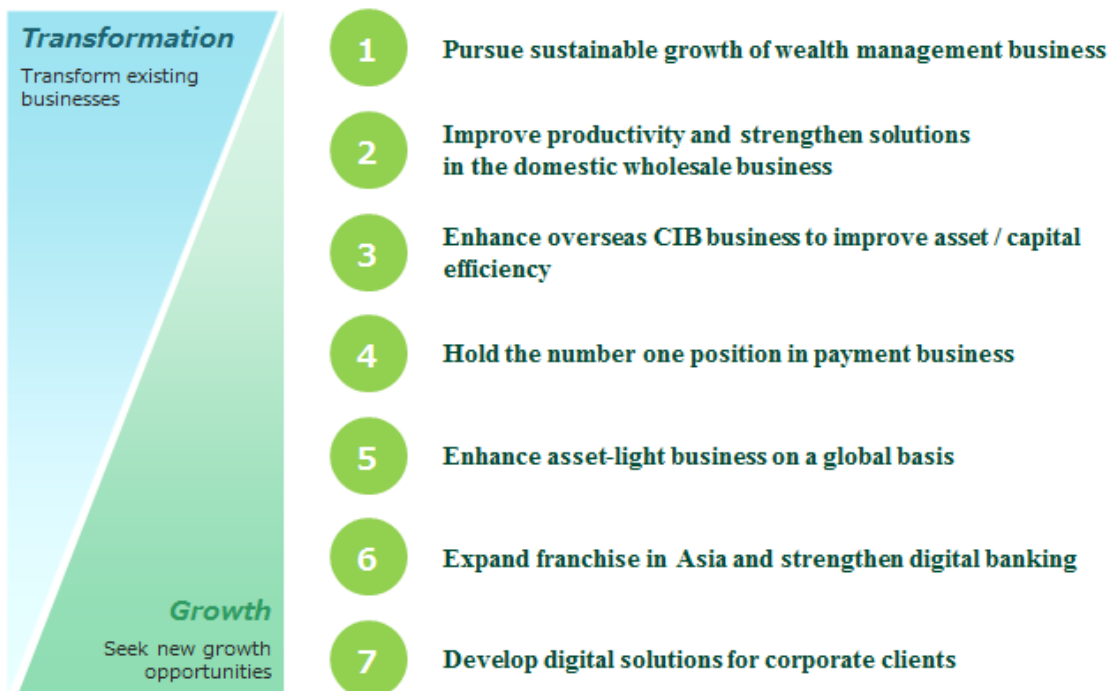 Transformation
Transform existing
businesses
1
Pursue sustainable growth of wealth management business
2
Improve productivity and strengthen solutions
in the domestic wholesale business
3
Enhance overseas CIB business to improve asset / capital
efficiency
4
Hold the number one position in payment business
5
Enhance asset-light business on a global basis
6
Expand franchise in Asia and strengthen digital banking
Growth
Seek new growth
opportunities
7
Develop digital solutions for corporate clients